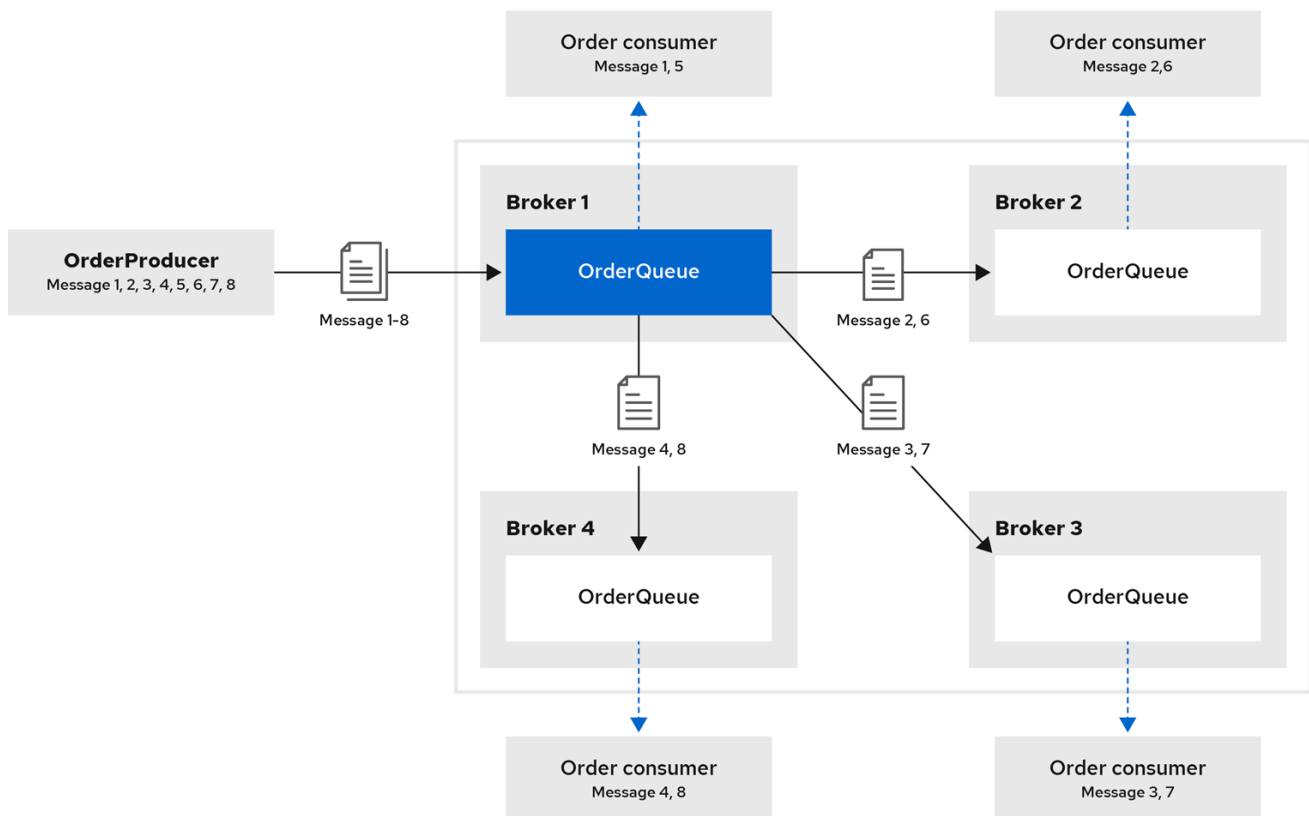 Order consumer
Message 1, 5
Order consumer
Message 2,6
Broker 1
Broker 2
OrderProducer
Message 1, 2, 3, 4, 5, 6, 7, 8
Message 1-8
OrderQueue
Message 2, 6
OrderQueue
Message 4, 8
Message 3, 7
Broker 4
Broker 3
OrderQueue
OrderQueue
Order consumer
Message 4, 8
Order consumer
Message 3, 7